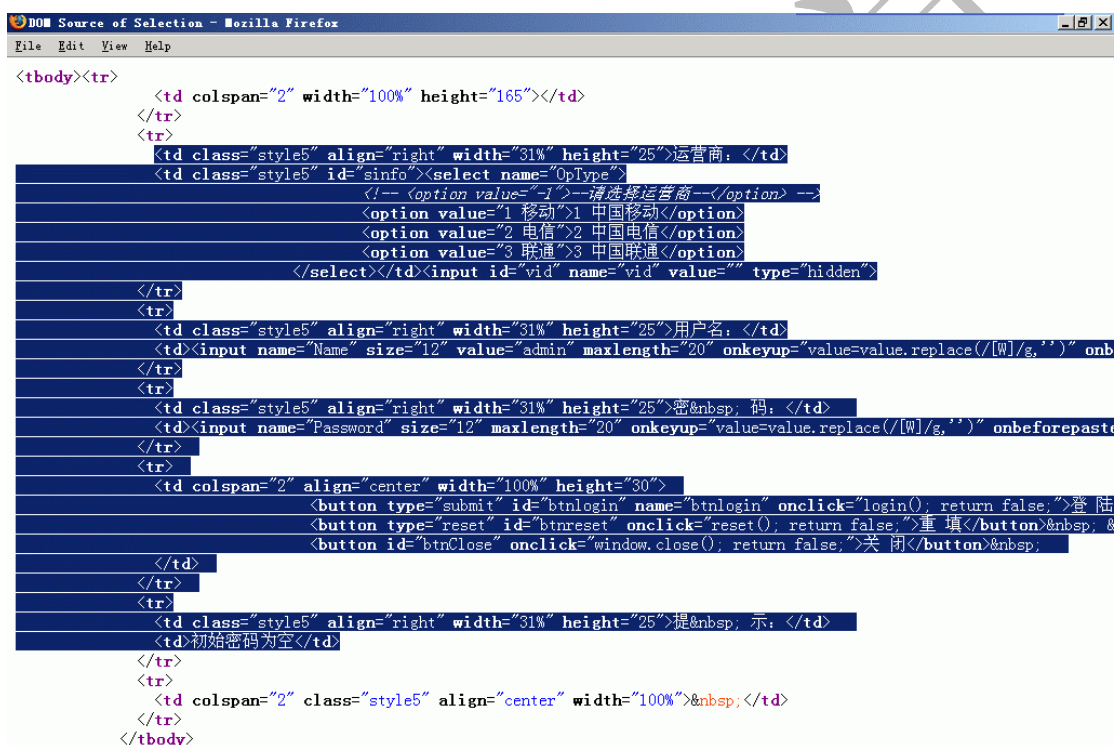 DOM Source of Selection - Mozilla Firefox
File Edit View Help
<tbody><tr>
<td colspan="2" width="100%" height="165"></td>
</tr>
<tr>
<td class="style5" align="right" width="31%" height="25">运营商：</td>
<td class="style5" id="sinfo"><select name="OpType">
<!-- <option value="-1">--请选择运营商--</option> -->
<option value="1 移动">1 中国移动</option>
<option value="2 电信">2 中国电信</option>
<option value="3 联通">3 中国联通</option>
</select></td><input id="vid" name="vid" value="" type="hidden">
</tr>
<tr>
<td class="style5" align="right" width="31%" height="25">用户名：</td>
<td><input name="Name" size="12" value="admin" maxlength="20" onkeyup="value=value.replace(/[W]/g,'')" onb
</tr>
<tr>
<td class="style5" align="right" width="31%" height="25">密&nbsp; 码：</td>
<td><input name="Password" size="12" maxlength="20" onkeyup="value=value.replace(/[W]/g,'')" onbeforepaste
</tr>
<tr>
<td colspan="2" align="center" width="100%" height="30">
<button type="submit" id="btnlogin" name="btnlogin" onclick="login(); return false;">登 陆
<button type="reset" id="btnreset" onclick="reset(); return false;">重 填</button>&nbsp; &
<button id="btnClose" onclick="window.close(); return false;">关 闭</button>&nbsp;
</td>
</tr>
<tr>
<td class="style5" align="right" width="31%" height="25">提&nbsp; 示：</td>
<td>初始密码为空</td>
</tr>
<tr>
<td colspan="2" class="style5" align="center" width="100%">&nbsp;</td>
</tr>
</tbody>